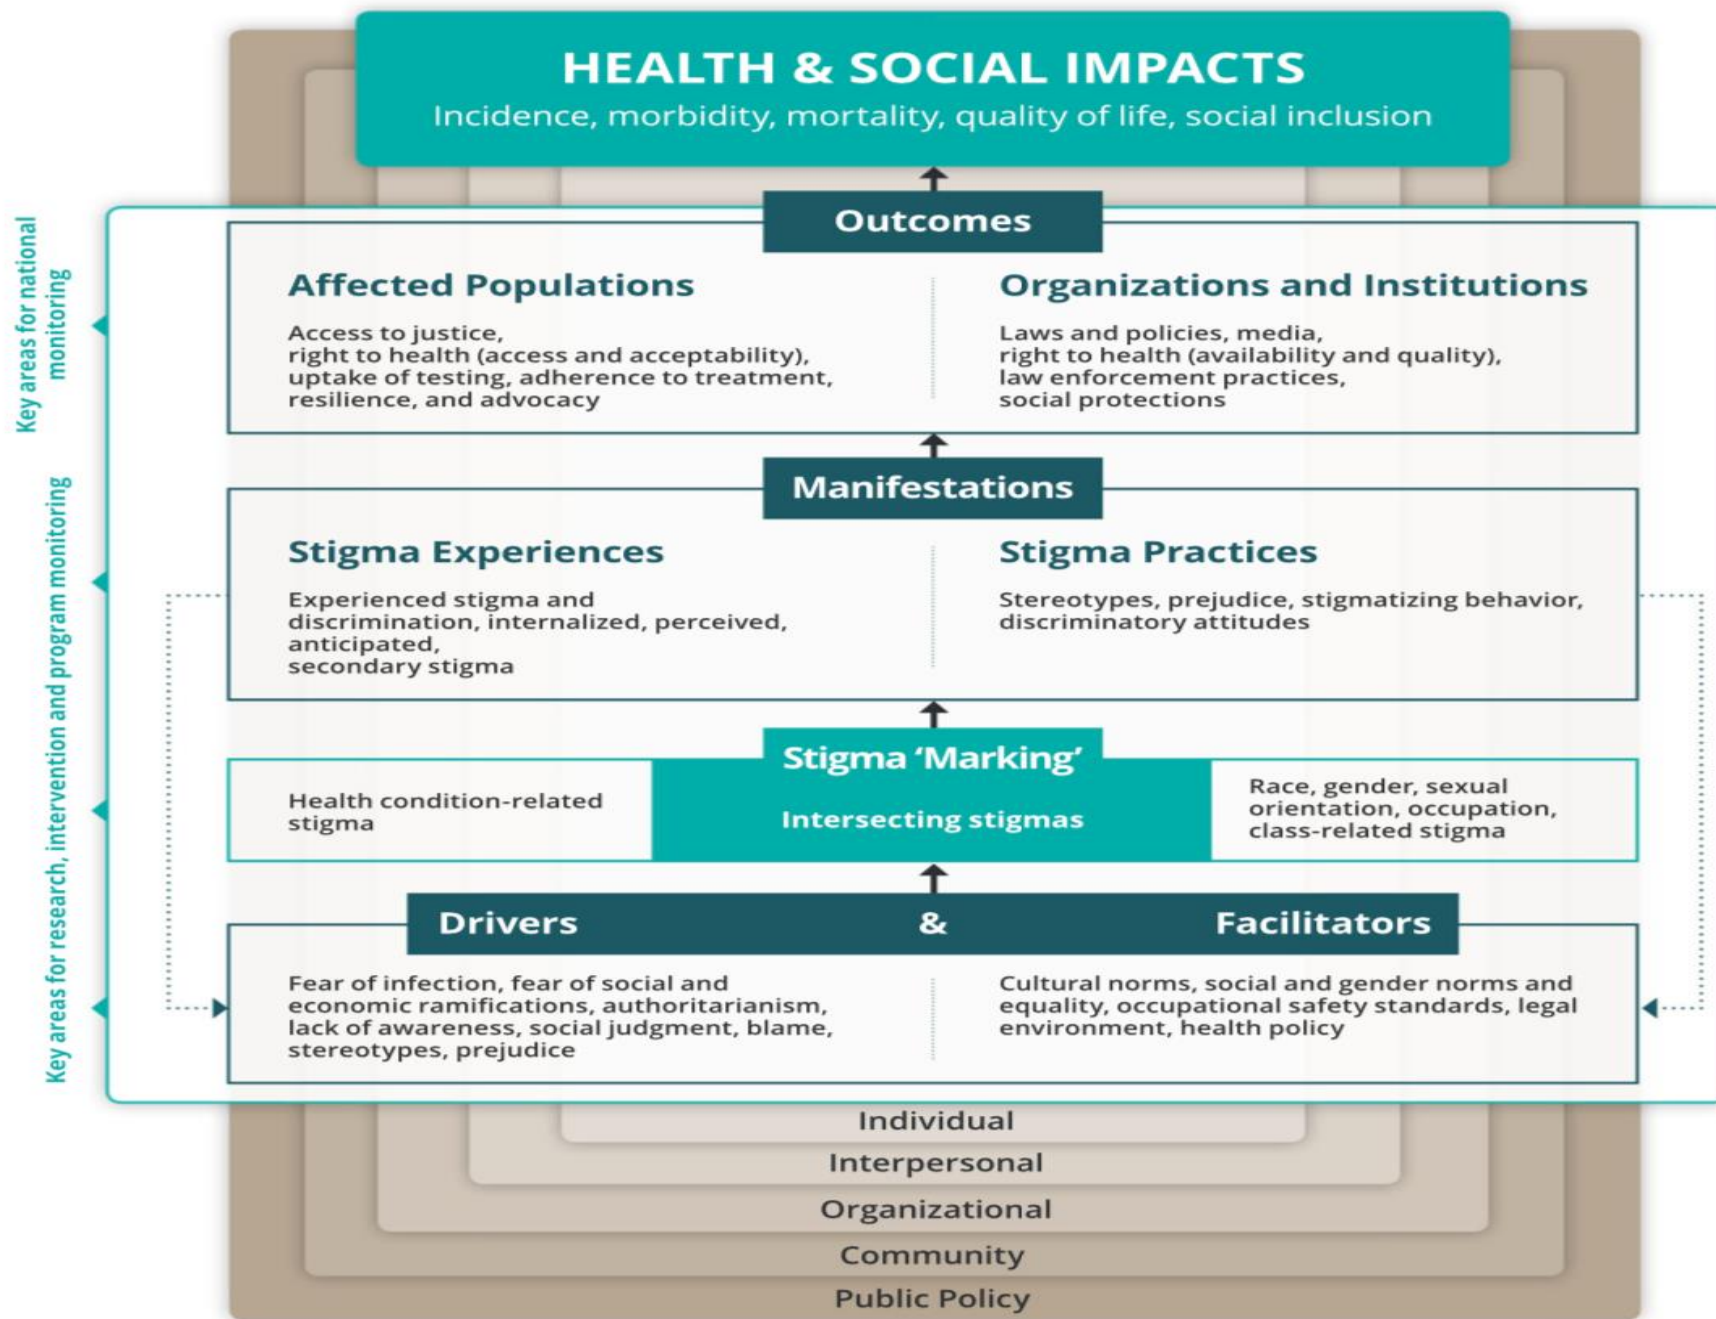 HEALTH & SOCIAL IMPACTS
Incidence, morbidity, mortality, quality of life, social inclusion
Key areas for national
monitoring
Outcomes
Affected Populations
Access to justice,
right to health (access and acceptability),
uptake of testing, adherence to treatment,
resilience, and advocacy
Organizations and Institutions
Laws and policies, media,
right to health (availability and quality),
law enforcement practices,
social protections
Key areas for research, intervention and program monitoring
Manifestations
Stigma Experiences
Experienced stigma and
discrimination, internalized, perceived,
anticipated,
secondary stigma
Stigma Practices
Stereotypes, prejudice, stigmatizing behavior,
discriminatory attitudes
Stigma ‘Marking’
Health condition-related
stigma
Intersecting stigmas
Race, gender, sexual
orientation, occupation,
class-related stigma
Drivers & Facilitators
Fear of infection, fear of social and
economic ramifications, authoritarianism,
lack of awareness, social judgment, blame,
stereotypes, prejudice
Cultural norms, social and gender norms and
equality, occupational safety standards, legal
environment, health policy
Individual
Interpersonal
Organizational
Community
Public Policy